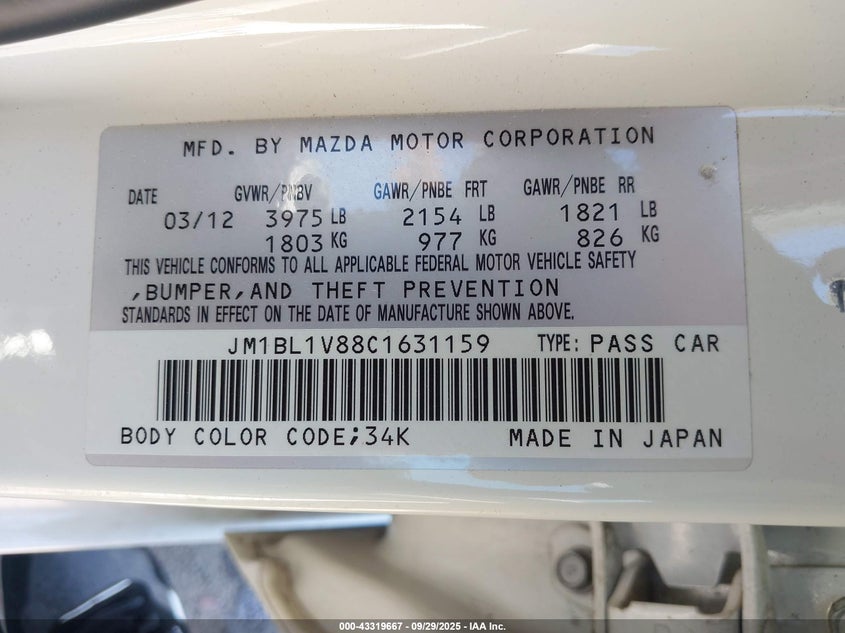 MFD. BY MAZDA MOTOR CORPORATION
DATE GVWR/PNBV GAWR/PNBE FRT GAWR/PNBE RR
03/12 3975 LB 2154 LB 1821 LB
1803 KG 977 KG 826 KG
THIS VEHICLE CONFORMS TO ALL APPLICABLE FEDERAL MOTOR VEHICLE SAFETY
,BUMPER,AND THEFT PREVENTION
STANDARDS IN EFFECT ON THE DATE OF MANUFACTURE SHOWN ABOVE.
JM1BL1V88C1631159 TYPE: PASS CAR
BODY COLOR CODE;34K MADE IN JAPAN
000-43319667 - 09/29/2025 - IAA Inc.